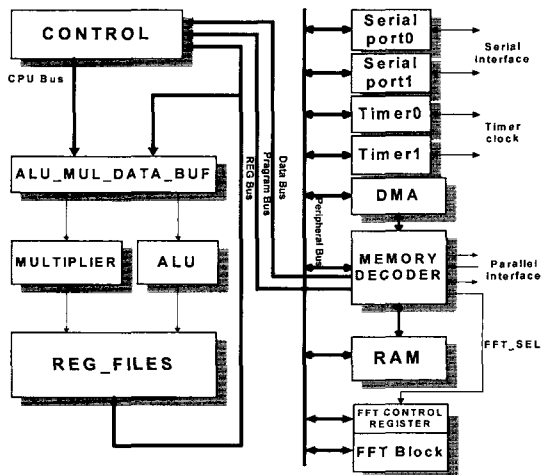 CONTROL
CPU Bus
ALU_MUL_DATA_BUF
MULTIPLIER
ALU
REG_FILES
REG Bus
Pragram Bus
Data Bus
Peripheral Bus
Serial
port0
Serial
port1
Timer0
Timer1
DMA
MEMORY
DECODER
RAM
FFT CONTROL
REGISTER
FFT Block
Serial
interface
Timer
clock
Parallel
interface
FFT_SEL